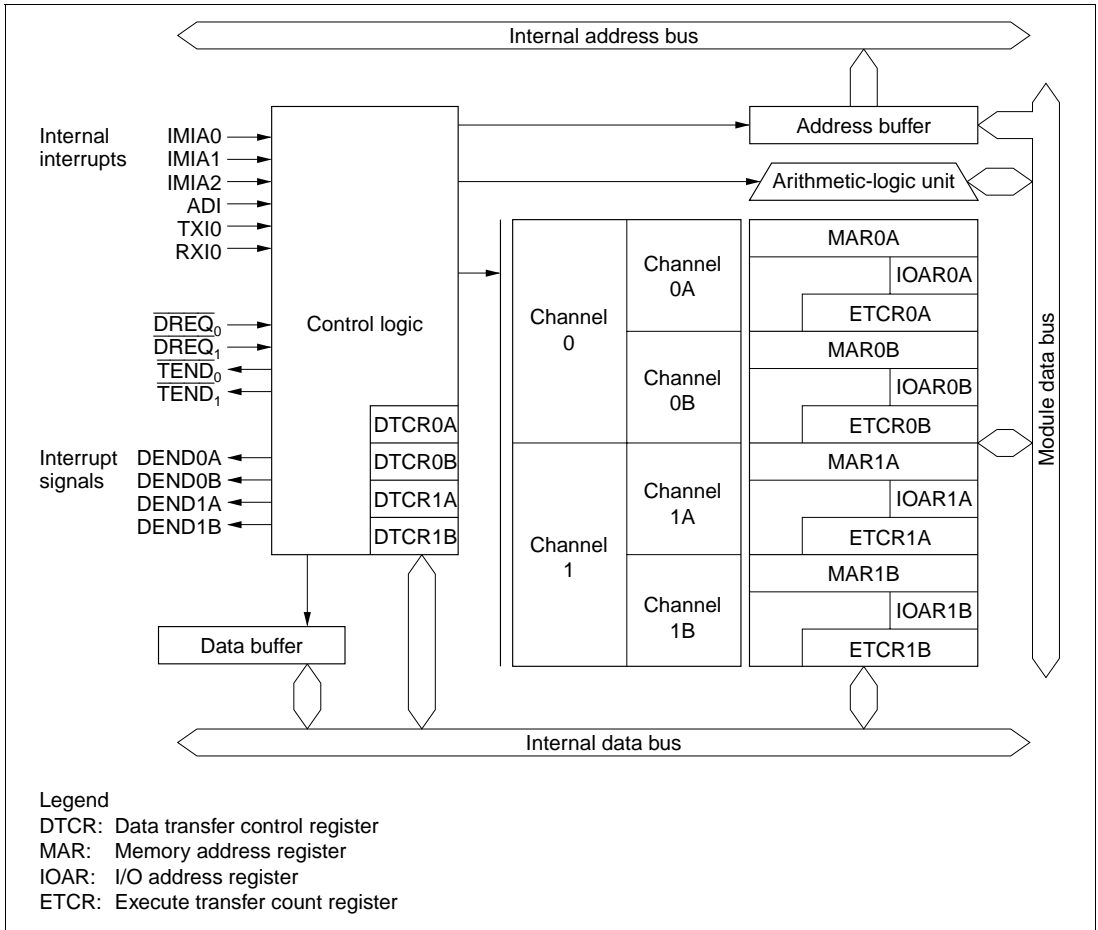 Internal address bus
Internal
interrupts
IMIA0
IMIA1
IMIA2
ADI
TXI0
RXI0
DREQ0
DREQ1
TEND0
TEND1
Interrupt
signals
DEND0A
DEND0B
DEND1A
DEND1B
Control logic
DTCR0A
DTCR0B
DTCR1A
DTCR1B
Data buffer
Address buffer
Arithmetic-logic unit
Channel
0
Channel
0A
Channel
0B
Channel
1
Channel
1A
Channel
1B
MAR0A
IOAR0A
ETCR0A
MAR0B
IOAR0B
ETCR0B
MAR1A
IOAR1A
ETCR1A
MAR1B
IOAR1B
ETCR1B
Module data bus
Internal data bus
Legend
DTCR: Data transfer control register
MAR: Memory address register
IOAR: I/O address register
ETCR: Execute transfer count register